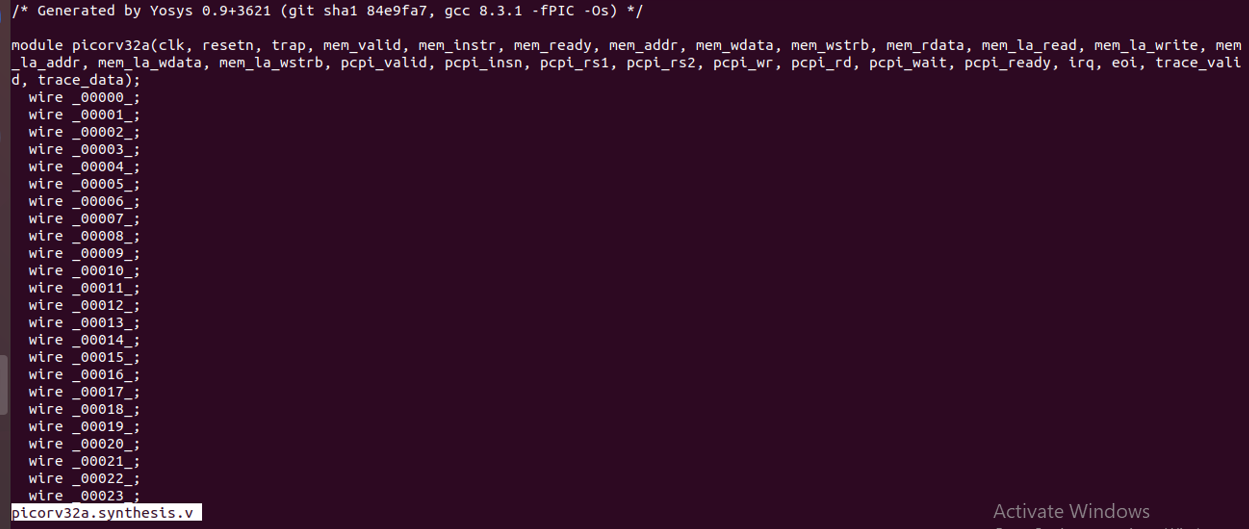 /* Generated by Yosys 0.9+3621 (git sha1 84e9fa7, gcc 8.3.1 -fPIC -Os) */
module picorv32a(clk, resetn, trap, mem_valid, mem_instr, mem_ready, mem_addr, mem_wdata, mem_wstrb, mem_rdata, mem_la_read, mem_la_write, mem
_la_addr, mem_la_wdata, mem_la_wstrb, pcpi_valid, pcpi_insn, pcpi_rs1, pcpi_rs2, pcpi_wr, pcpi_rd, pcpi_wait, pcpi_ready, irq, eoi, trace_vali
d, trace_data);
  wire _00000_;
  wire _00001_;
  wire _00002_;
  wire _00003_;
  wire _00004_;
  wire _00005_;
  wire _00006_;
  wire _00007_;
  wire _00008_;
  wire _00009_;
  wire _00010_;
  wire _00011_;
  wire _00012_;
  wire _00013_;
  wire _00014_;
  wire _00015_;
  wire _00016_;
  wire _00017_;
  wire _00018_;
  wire _00019_;
  wire _00020_;
  wire _00021_;
  wire _00022_;
  wire _00023_;
picorv32a.synthesis.v
Activate Windows